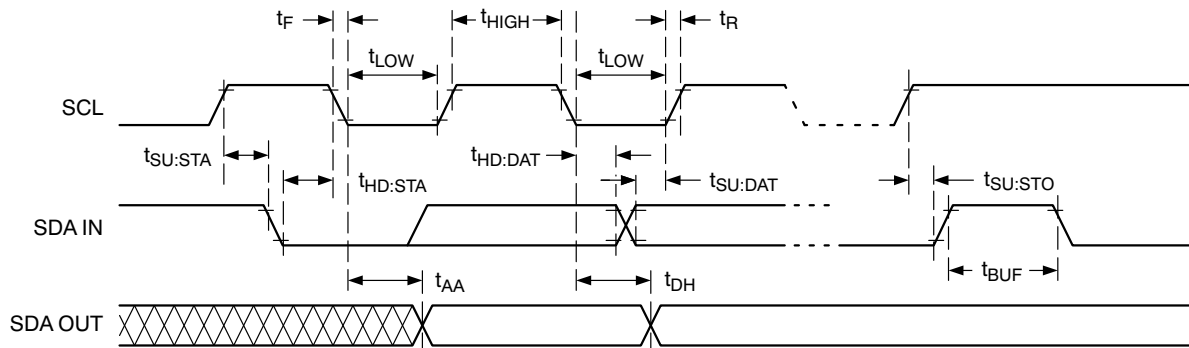 tF
tHIGH
tR
tLOW
tLOW
SCL
tSU:STA
tHD:STA
tHD:DAT
tSU:DAT
tSU:STO
SDA IN
tBUF
tAA
tDH
SDA OUT